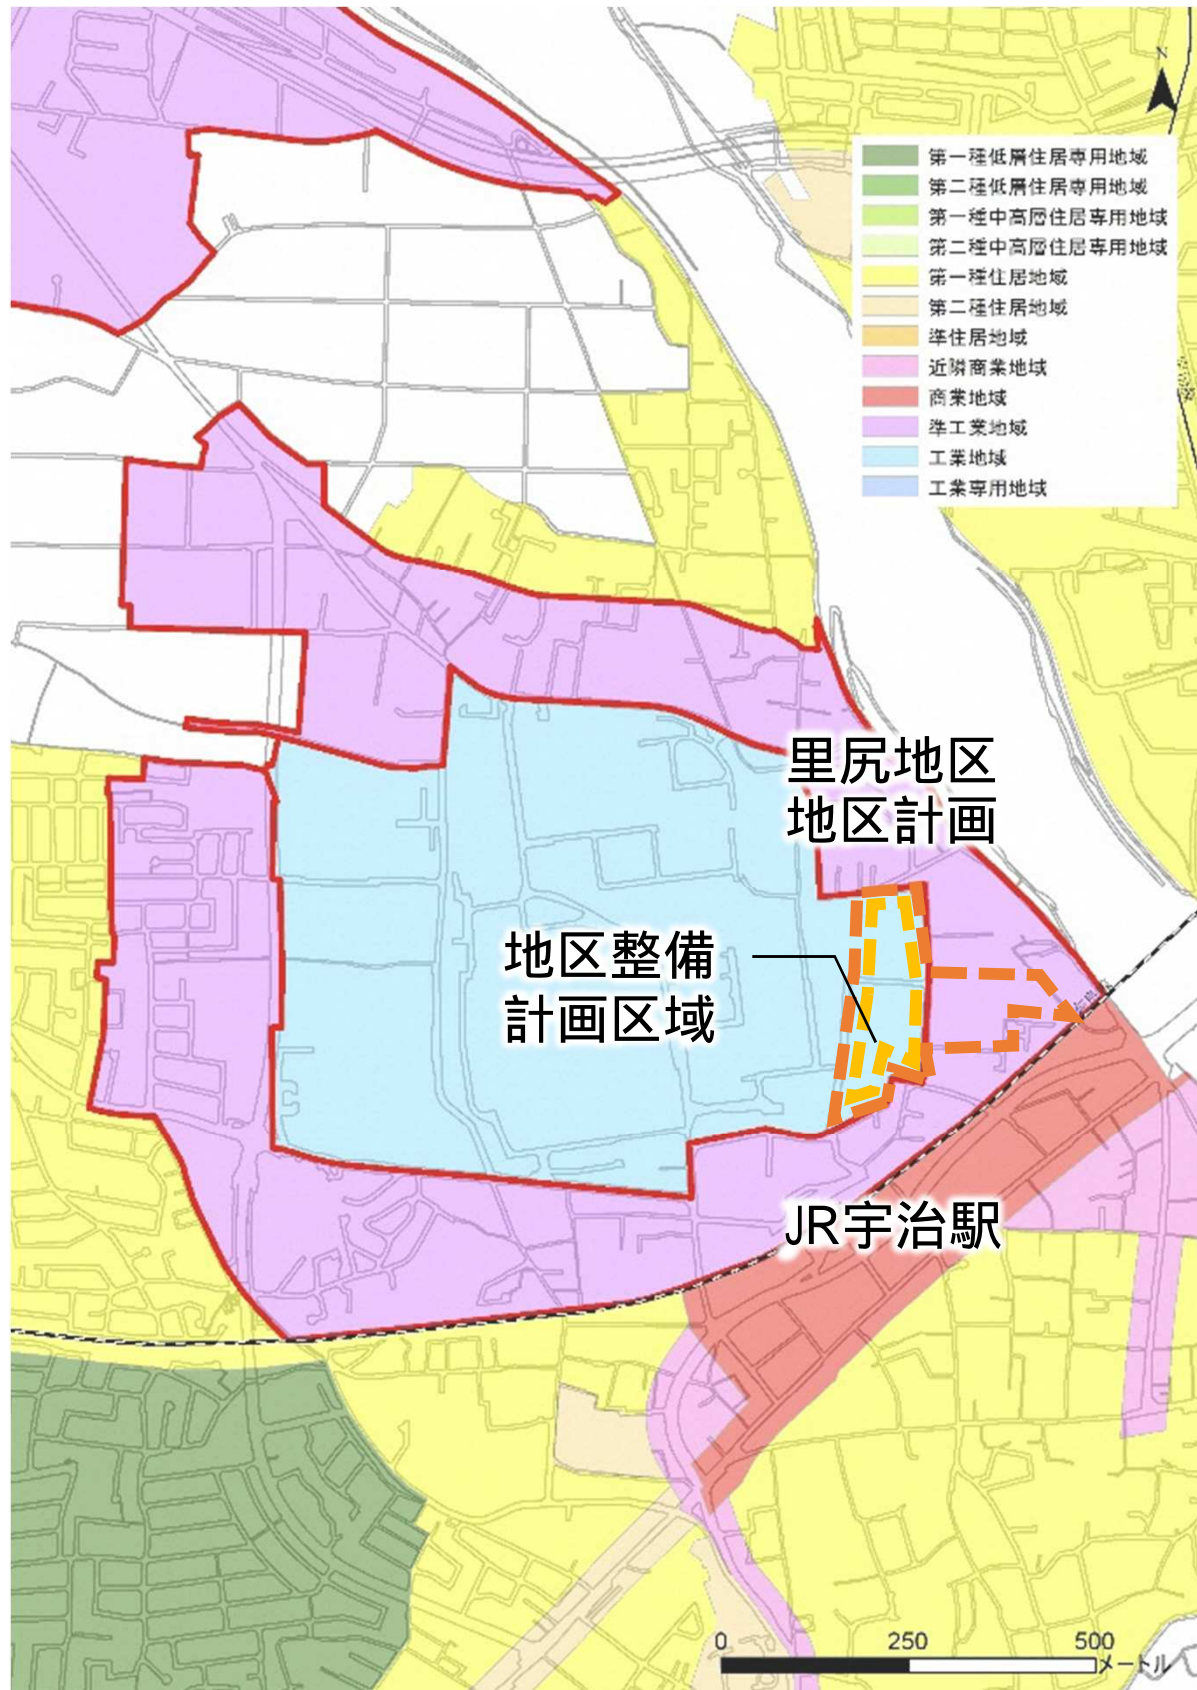 N
第一種低層住居専用地域
第二種低層住居専用地域
第一種中高層住居専用地域
第二種中高層住居専用地域
第一種住居地域
第二種住居地域
準住居地域
近隣商業地域
商業地域
準工業地域
工業地域
工業専用地域
里尻地区
地区計画
地区整備
計画区域
JR宇治駅
0 250 500
メートル